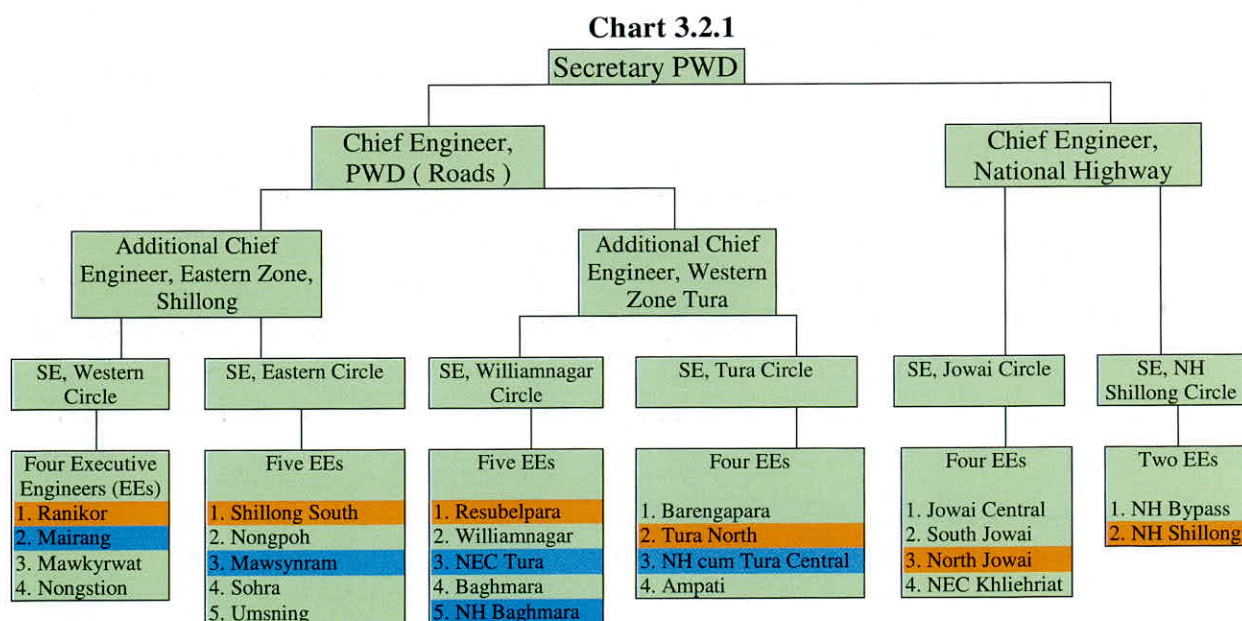 Chart 3.2.1
Secretary PWD
Chief Engineer,
PWD ( Roads )
Chief Engineer,
National Highway
Additional Chief
Engineer, Eastern Zone,
Shillong
Additional Chief
Engineer, Western
Zone Tura
SE, Western
Circle
SE, Eastern Circle
SE, Williamnagar
Circle
SE, Tura Circle
SE, Jowai Circle
SE, NH
Shillong Circle
Four Executive
Engineers (EEs)
1. Ranikor
2. Mairang
3. Mawkyrwat
4. Nongstion
Five EEs
1. Shillong South
2. Nongpoh
3. Mawsynram
4. Sohra
5. Umsning
Five EEs
1. Resubelpara
2. Williamnagar
3. NEC Tura
4. Baghmara
5. NH Baghmara
Four EEs
1. Barengapara
2. Tura North
3. NH cum Tura Central
4. Ampati
Four EEs
1. Jowai Central
2. South Jowai
3. North Jowai
4. NEC Khliehriat
Two EEs
1. NH Bypass
2. NH Shillong